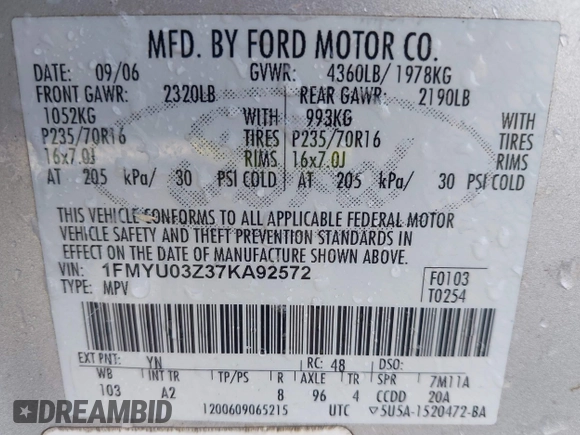 MFD. BY FORD MOTOR CO.
DATE: 09/06 GVWR: 4360LB/1978KG
FRONT GAWR: 2320LB REAR GAWR: 2190LB
1052KG WITH 993KG WITH
P235/70R16 TIRES P235/70R16 TIRES
16x7.0J RIMS 16x7.0J RIMS
AT 205 kPa/ 30 PSI COLD AT 205 kPa/ 30 PSI COLD
THIS VEHICLE CONFORMS TO ALL APPLICABLE FEDERAL MOTOR
VEHICLE SAFETY AND THEFT PREVENTION STANDARDS IN
EFFECT ON THE DATE OF MANUFACTURE SHOWN ABOVE.
VIN: 1FMYU03Z37KA92572 F0103
TYPE: MPV T0254
EXT PNT: YN RC: 48 DSO:
WB INT TR TP/PS R AXLE TR SPR 7M11A
103 A2 8 96 4 CCDD 20A
1200609065215 UTC 5U5A-1520472-BA
DREAMBID
Ford